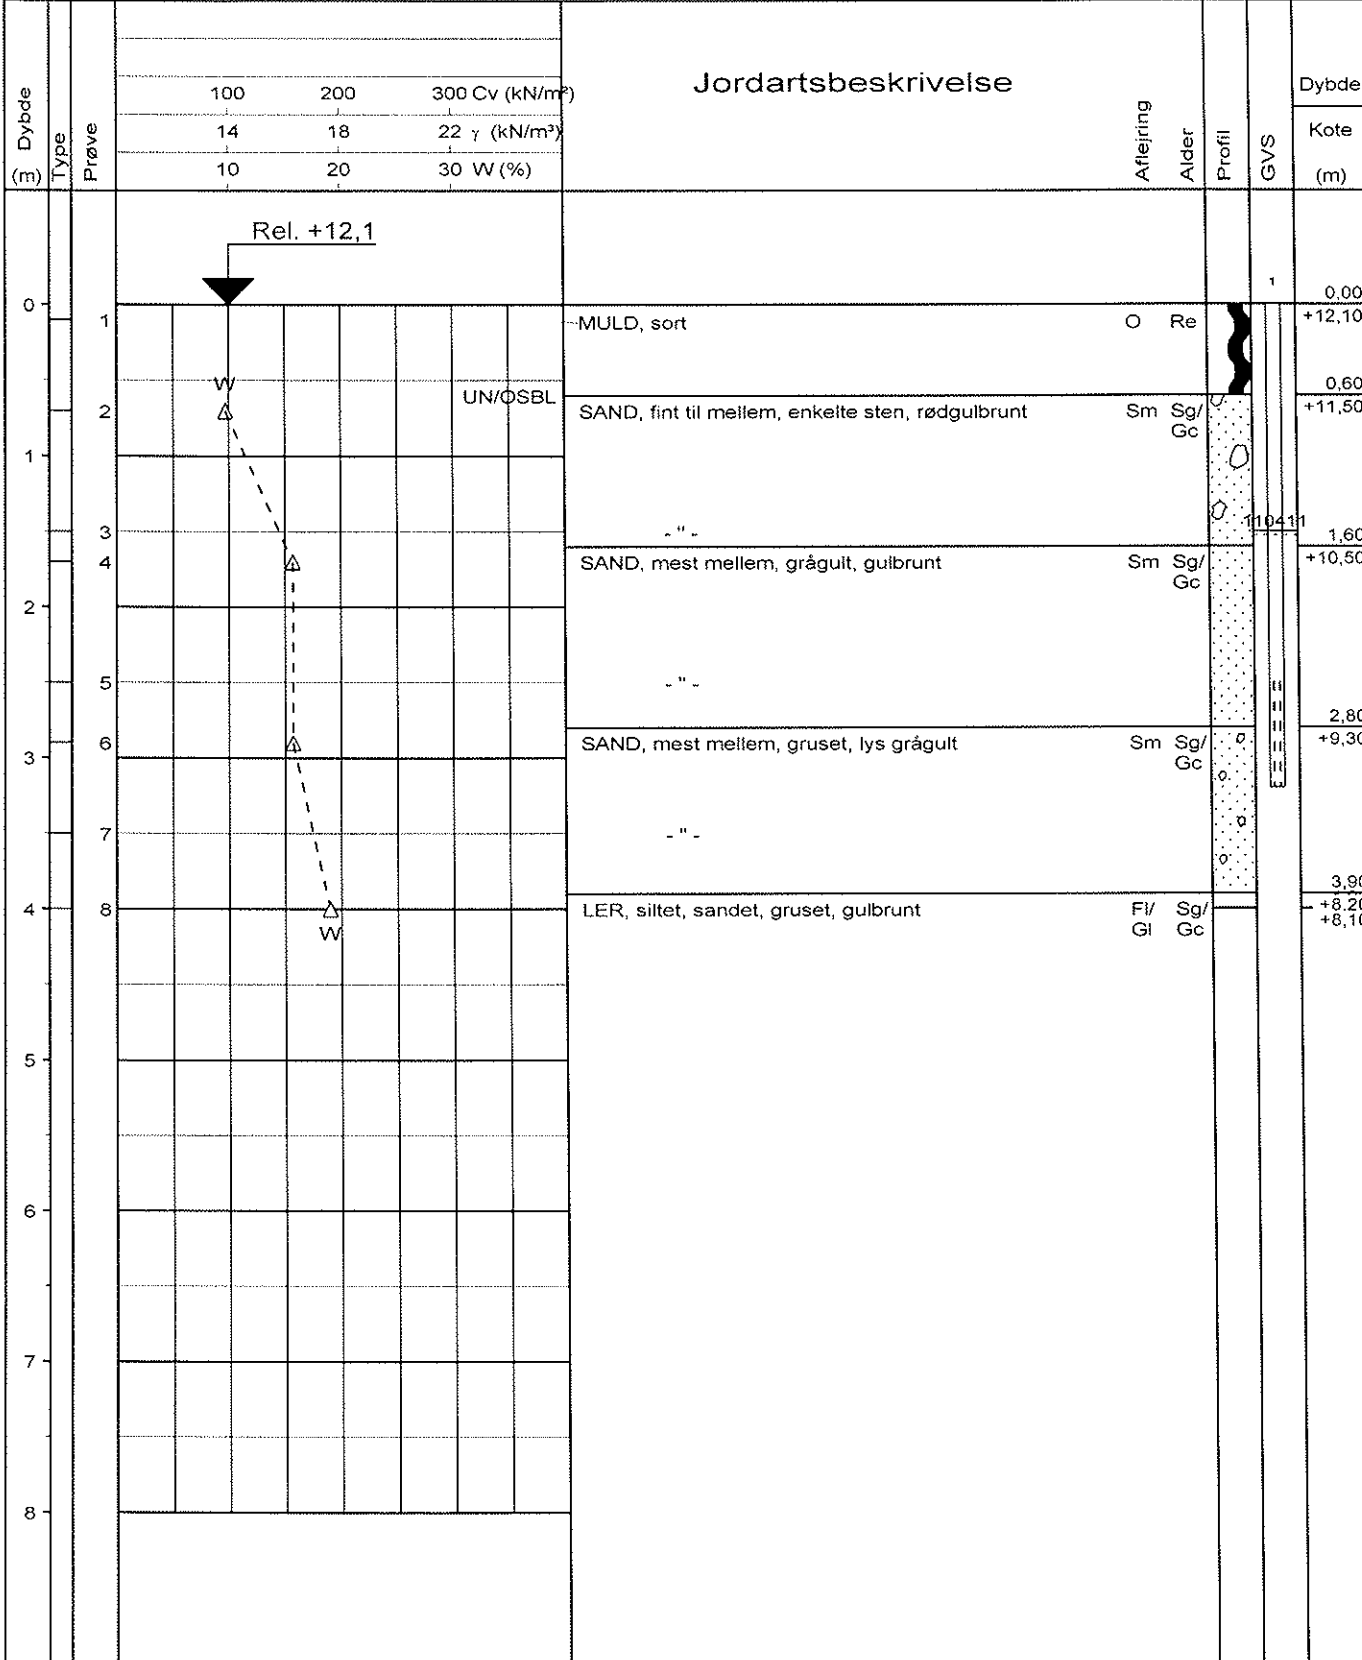 Dybde
(m)
Type
Prøve
100 200 300 Cv (kN/m²)
14 18 22 γ (kN/m³)
10 20 30 W (%)
Jordartsbeskrivelse
Aflejring
Alder
Profil
GVS
Dybde
Kote
(m)
Rel. +12,1
1
0,00
0
1 MULD, sort O Re +12,10
W
0,60
UN/OSBL
2 SAND, fint til mellem, enkelte sten, rødgulbrunt Sm Sg/ +11,50
Gc
1
3 - " - 110411 1,60
4 SAND, mest mellem, grågult, gulbrunt Sm Sg/ +10,50
Gc
2
5 - " -
2,80
6 SAND, mest mellem, gruset, lys grågult Sm Sg/ +9,30
Gc
3
7 - " -
3,90
4 8 LER, siltet, sandet, gruset, gulbrunt Fl/ Sg/ +8.20
W Gl Gc +8,10
5
6
7
8